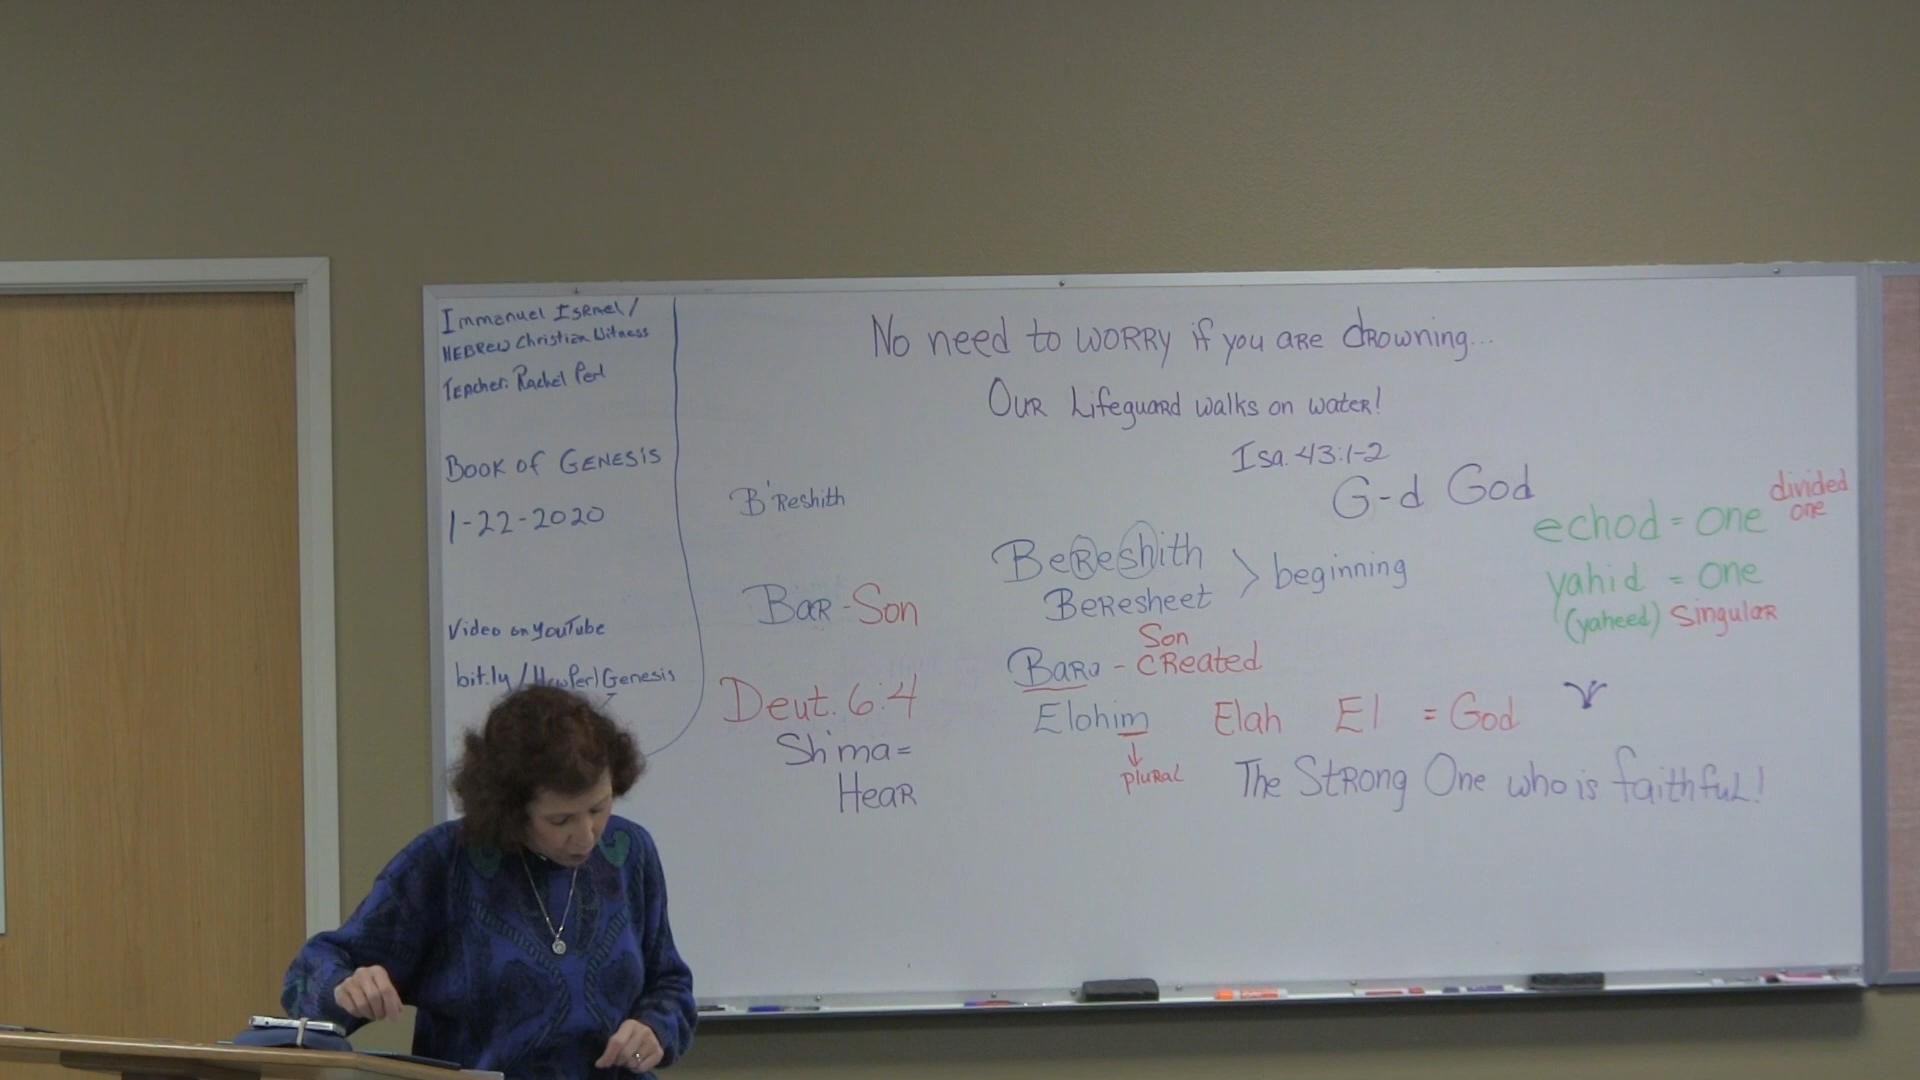 Immanuel Israel/
HEBREW Christian Witness
TEACHER: Rachel Perl
BOOK of GENESIS
1-22-2020
Video on YouTube
bit.ly/HewPerlGenesis
No need to WORRY if you are drowning...
Our Lifeguard walks on water!
Isa. 43:1-2
G-d God
B'Reshith
BeReshith
Beresheet > beginning
Bar - Son
Son
Bara - created
Deut. 6:4
Sh'ma =
Hear
Elohim Elah El = God
plural
The Strong One who is faithful!
echod = one divided one
yahid = one
(yaheed) Singular